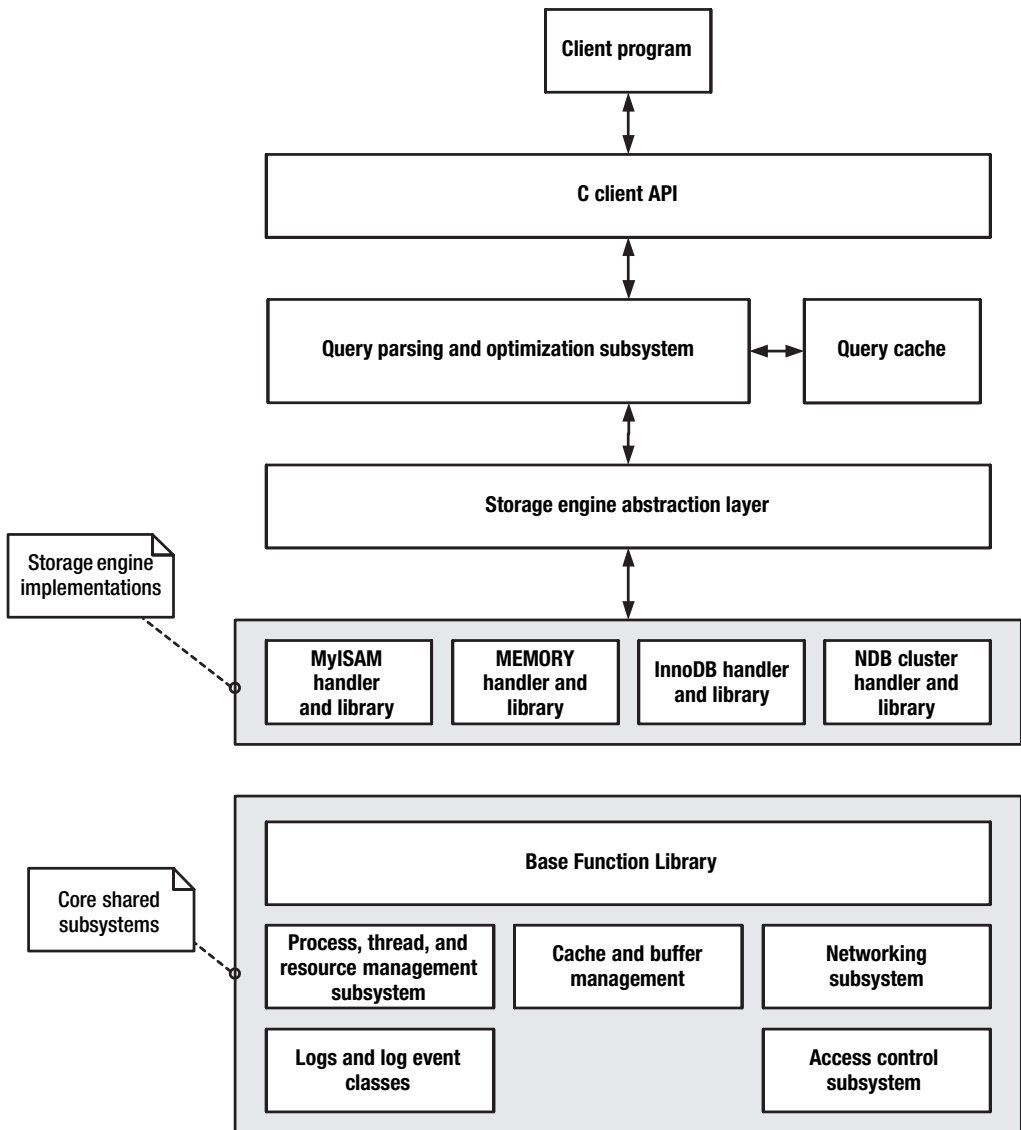 Client program
C client API
Query parsing and optimization subsystem
Query cache
Storage engine abstraction layer
Storage engine
implementations
MyISAM
handler
and library
MEMORY
handler and
library
InnoDB handler
and library
NDB cluster
handler and
library
Base Function Library
Core shared
subsystems
Process, thread, and
resource management
subsystem
Cache and buffer
management
Networking
subsystem
Logs and log event
classes
Access control
subsystem